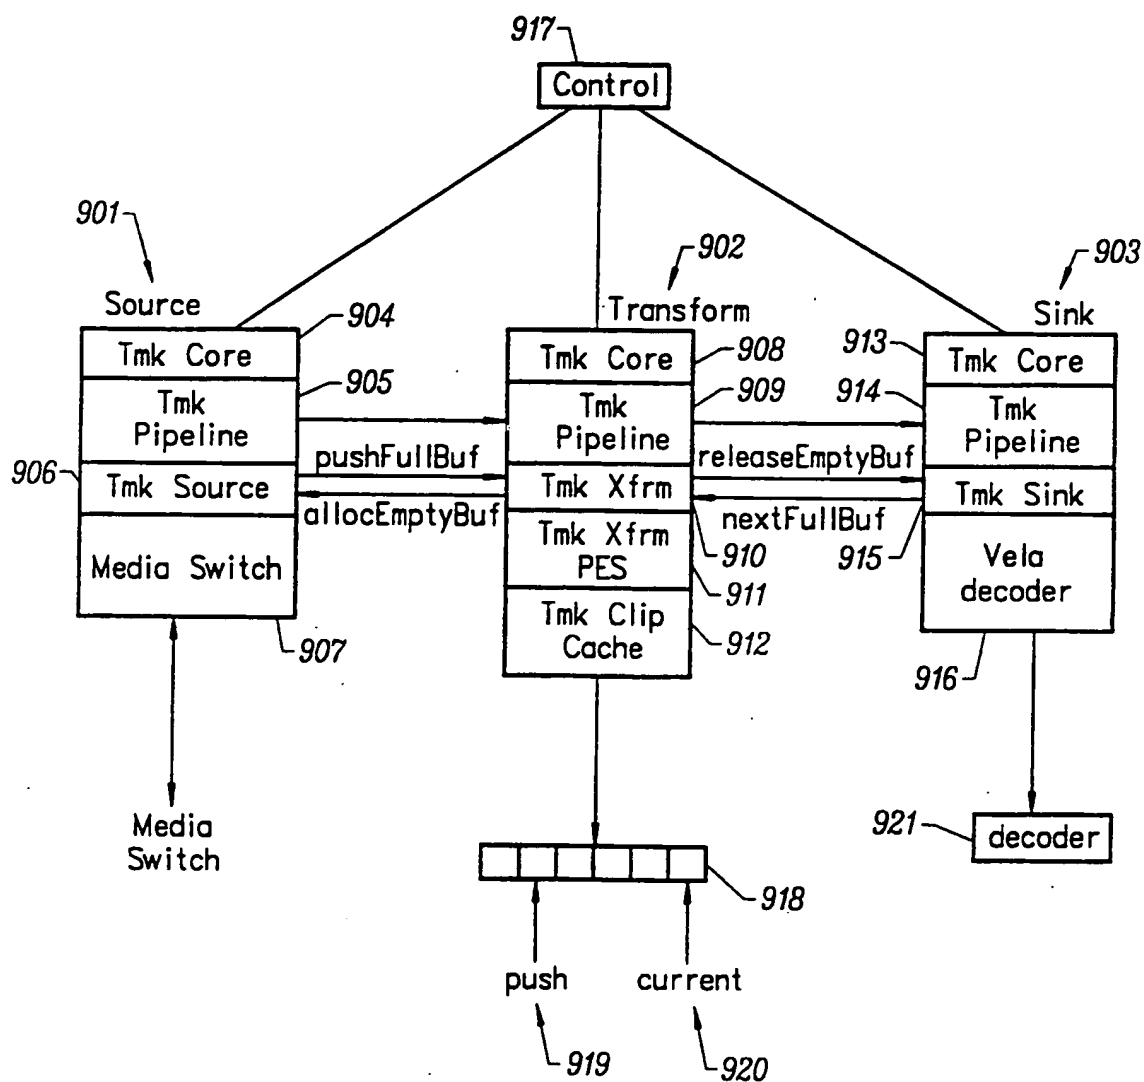 917
Control
901
902
903
Source
Transform
Sink
904
908
913
Tmk Core
Tmk Core
Tmk Core
905
909
914
Tmk
Pipeline
Tmk
Pipeline
Tmk
Pipeline
906
pushFullBuf
releaseEmptyBuf
Tmk Source
Tmk Xfrm
Tmk Sink
allocEmptyBuf
nextFullBuf
910
915
Media Switch
Tmk Xfrm
PES
Vela
decoder
911
Tmk Clip
Cache
912
907
916
Media
Switch
921
decoder
918
push
current
919
920